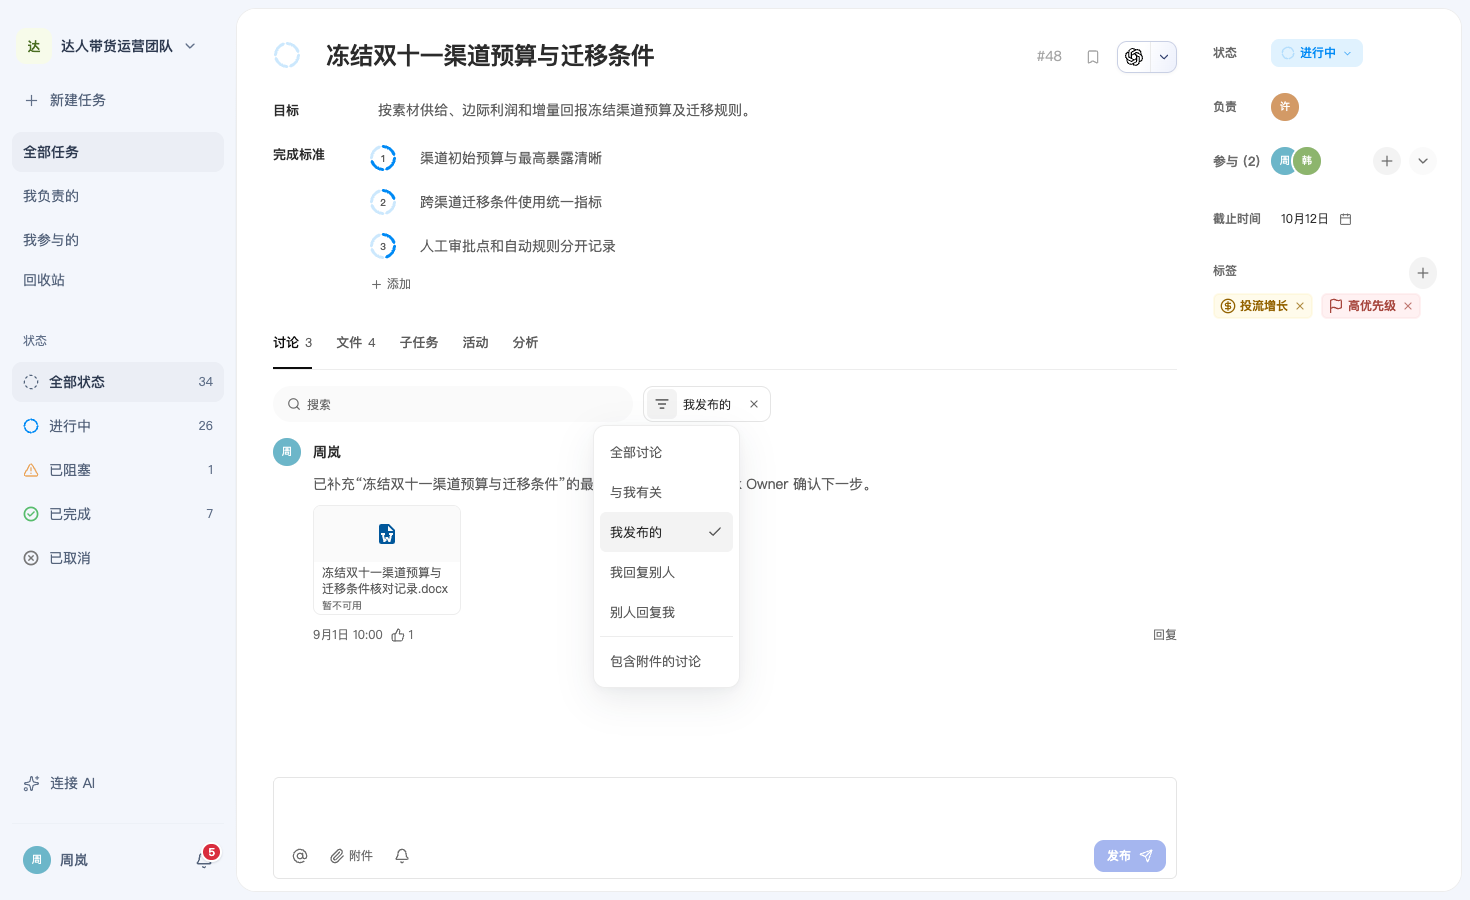 达 达人带货运营团队
新建任务
全部任务
我负责的
我参与的
回收站
状态
全部状态 34
进行中 26
已阻塞 1
已完成 7
已取消
连接 AI
周 周岚 5
冻结双十一渠道预算与迁移条件
#48
目标 按素材供给、边际利润和增量回报冻结渠道预算及迁移规则。
完成标准
1 渠道初始预算与最高暴露清晰
2 跨渠道迁移条件使用统一指标
3 人工审批点和自动规则分开记录
添加
讨论 3 文件 4 子任务 活动 分析
搜索
我发布的
周 周岚
已补充“冻结双十一渠道预算与迁移条件”的最
Owner 确认下一步。
冻结双十一渠道预算与
迁移条件核对记录.docx
暂不可用
9月1日 10:00 1
回复
全部讨论
与我有关
我发布的
我回复别人
别人回复我
包含附件的讨论
@ 附件
发布
状态 进行中
负责 许
参与 (2) 周 韩
截止时间 10月12日
标签
投流增长
高优先级